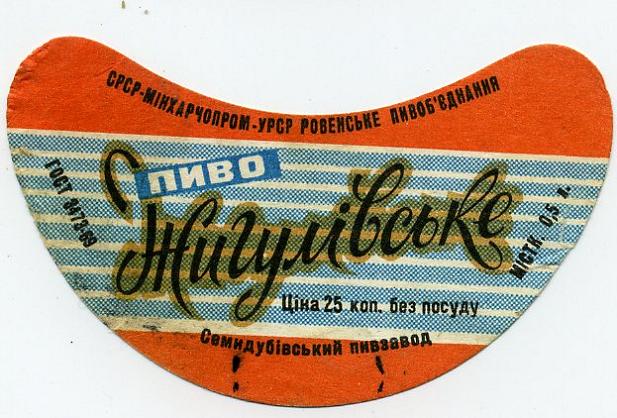 СРСР-МІНХАРЧОПРОМ-УРСР РОВЕНСЬКЕ ПИВОБ'ЄДНАННЯ
ПИВО
Жигулівське
ГОСТ 3473-69
МІСТК. 0,5 л.
Ціна 25 коп. без посуду
Семидубівський пивзавод